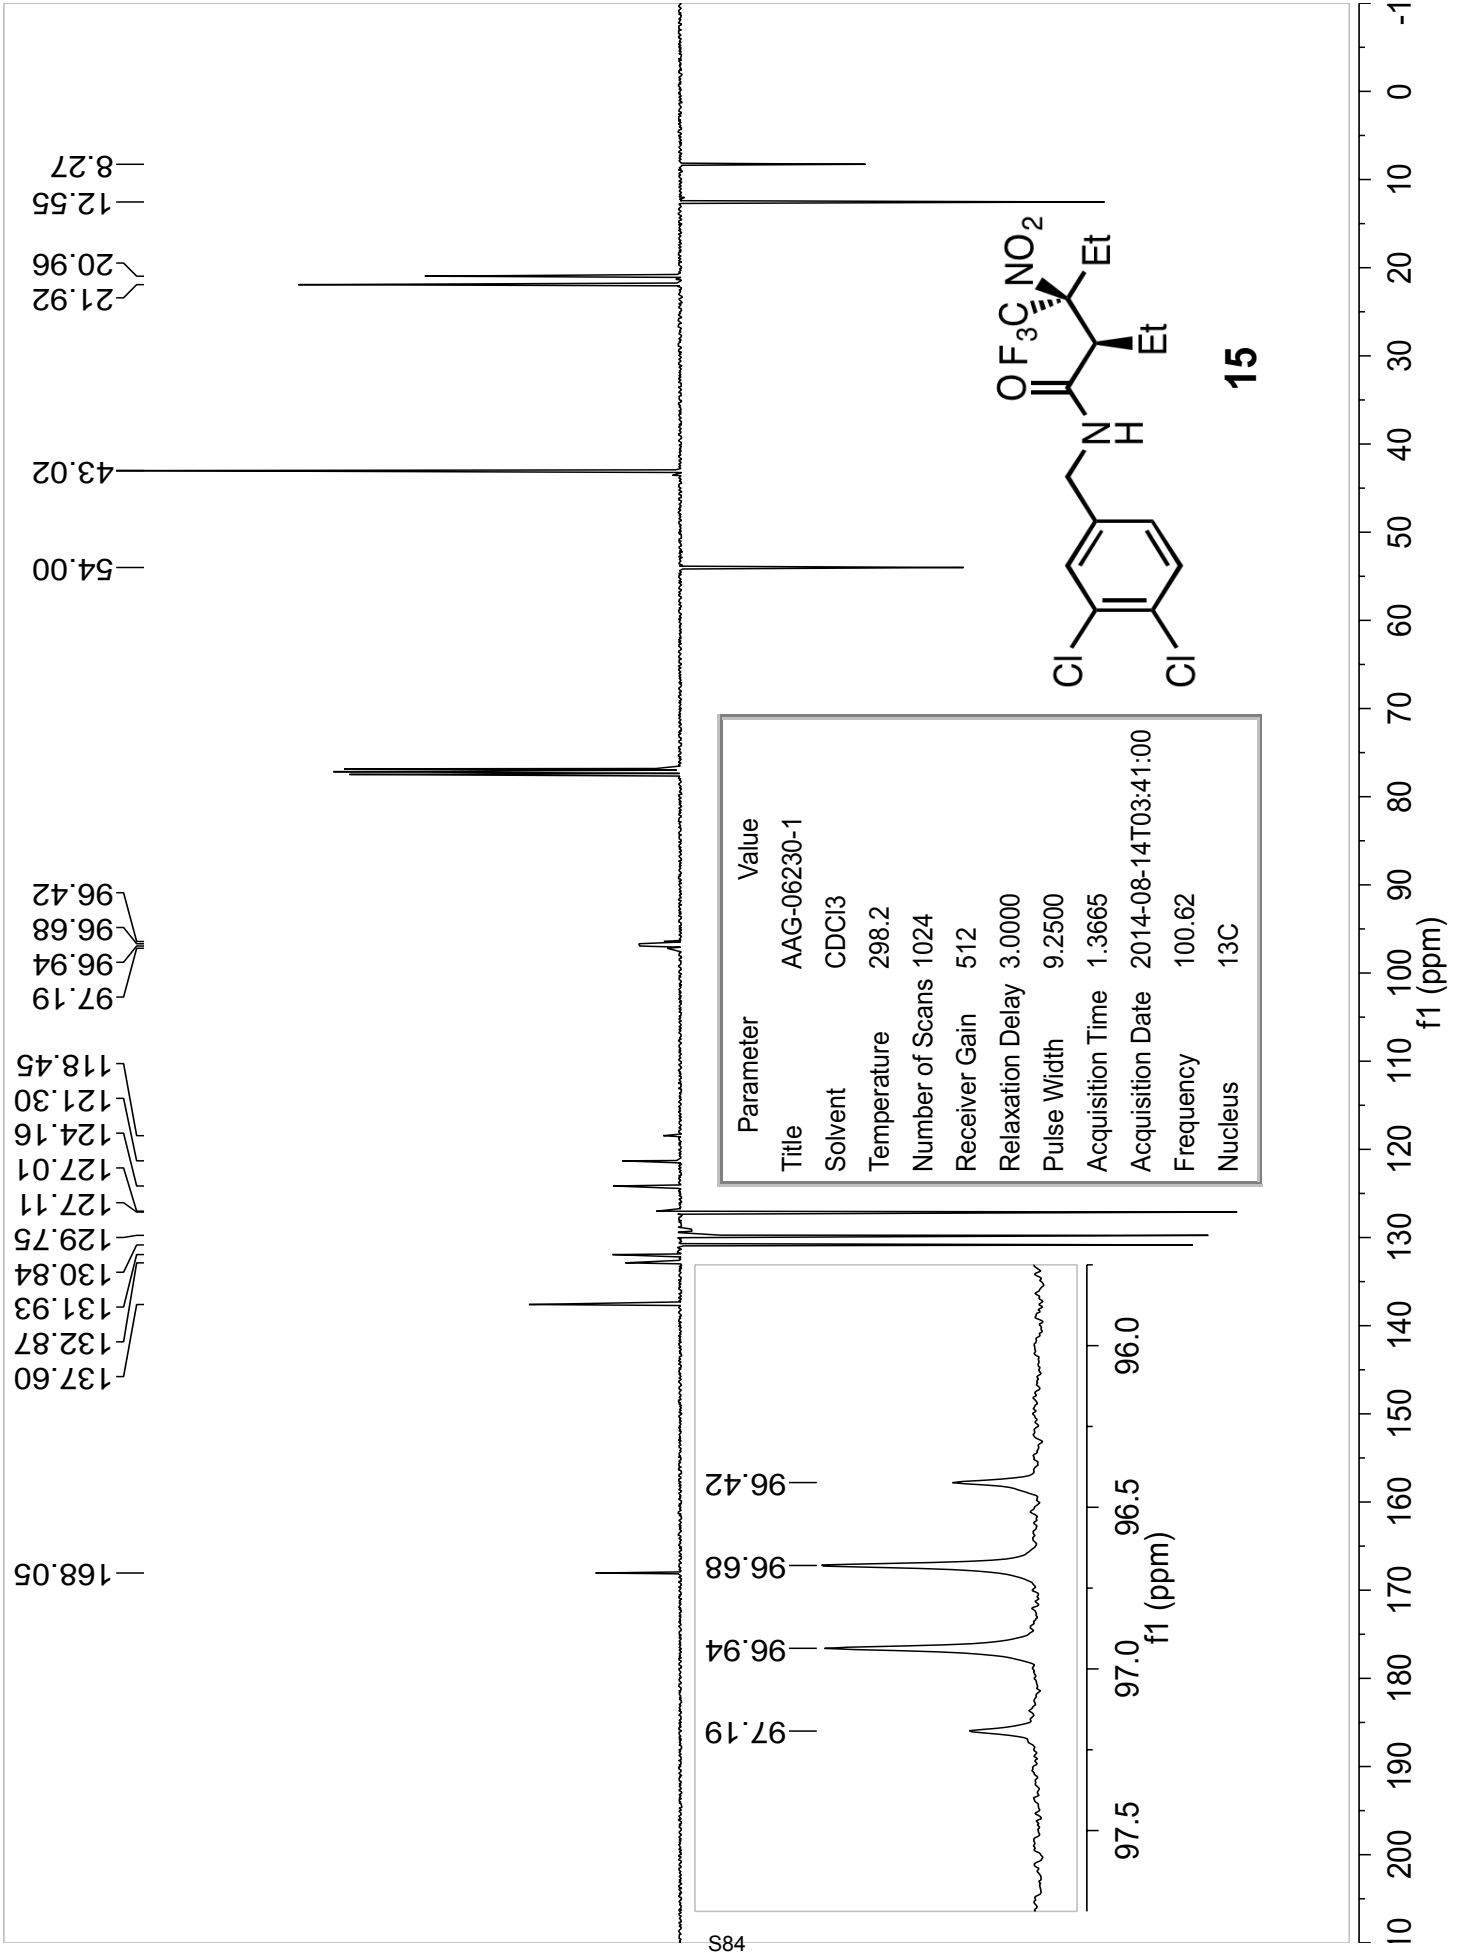 168.05
137.60
132.87
131.93
130.84
129.75
127.11
127.01
124.16
121.30
118.45
97.19
96.94
96.68
96.42
54.00
43.02
21.92
20.96
12.55
8.27
97.19
96.94
96.68
96.42
97.5 97.0 96.5 96.0
f1 (ppm)
Parameter Value
Title AAG-06230-1
Solvent CDCl3
Temperature 298.2
Number of Scans 1024
Receiver Gain 512
Relaxation Delay 3.0000
Pulse Width 9.2500
Acquisition Time 1.3665
Acquisition Date 2014-08-14T03:41:00
Frequency 100.62
Nucleus 13C
O F3C NO2
Cl N Et
H
Cl Et
15
10 200 190 180 170 160 150 140 130 120 110 100 90 80 70 60 50 40 30 20 10 0 -1
f1 (ppm)
S84